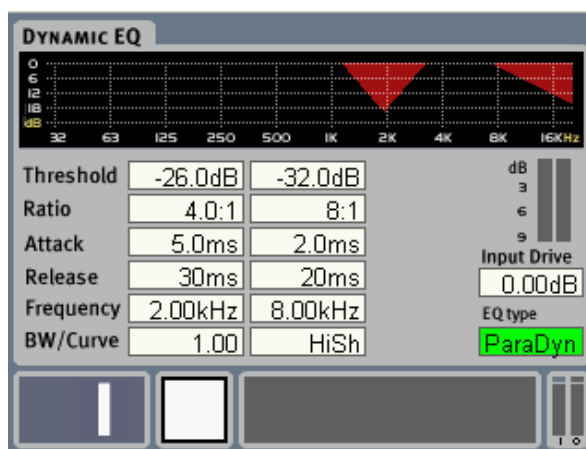 DYNAMIC EQ
0
6
12
18
dB
32 63 125 250 500 1K 2K 4K 8K 16K Hz
Threshold -26.0dB -32.0dB
Ratio 4.0:1 8:1
Attack 5.0ms 2.0ms
Release 30ms 20ms
Frequency 2.00kHz 8.00kHz
BW/Curve 1.00 HiSh
dB
3
6
9
Input Drive
0.00dB
EQ type
ParaDyn
I O